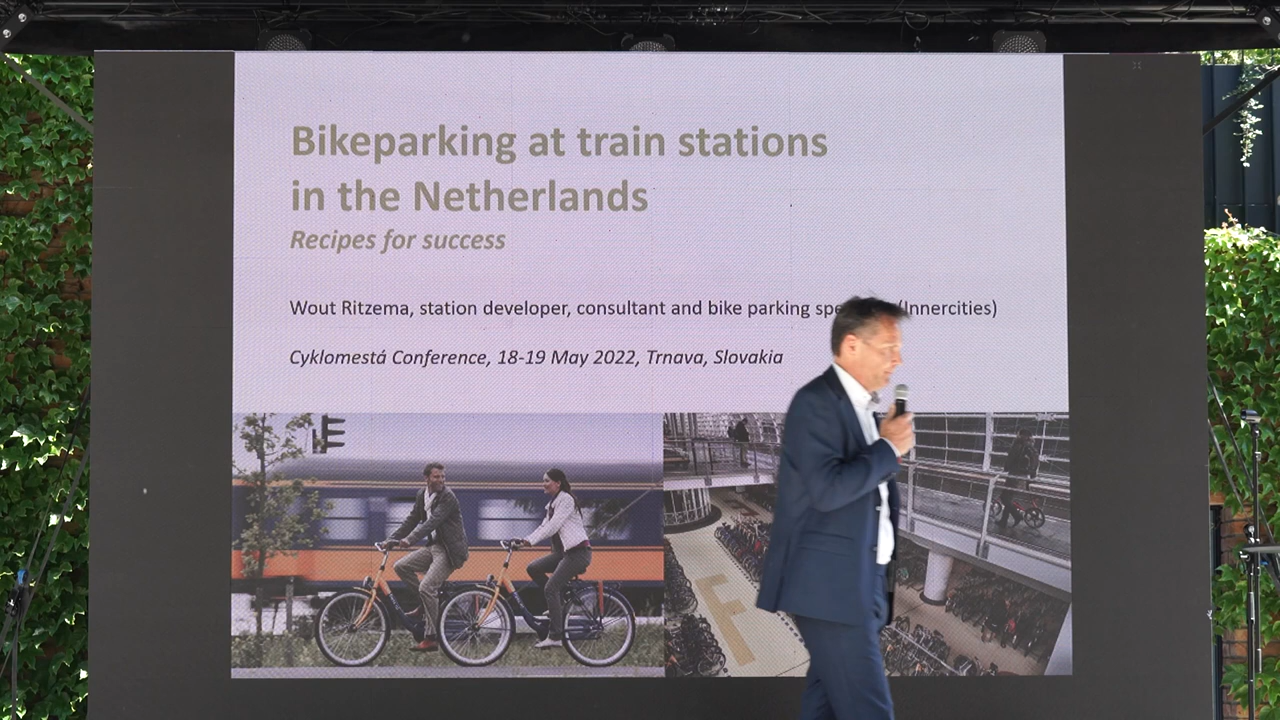 Bikeparking at train stations
in the Netherlands
Recipes for success
Wout Ritzema, station developer, consultant and bike parking (Innercities)
Cyklomestá Conference, 18-19 May 2022, Trnava, Slovakia
F